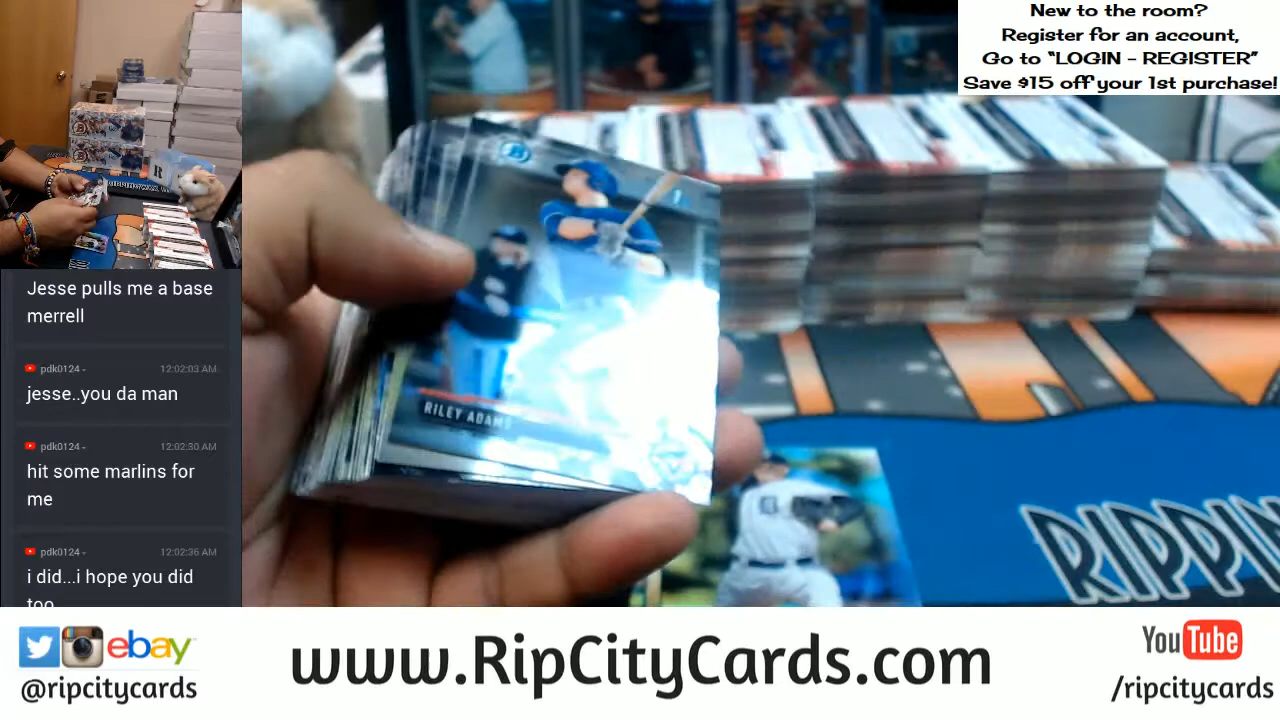 New to the room?
Register for an account,
Go to "LOGIN - REGISTER"
Save $15 off your 1st purchase!
Jesse pulls me a base
merrell
pdk0124
12:02:03 AM
jesse..you da man
pdk0124
12:02:30 AM
hit some marlins for
me
pdk0124
12:02:36 AM
i did...i hope you did
too
RILEY ADAMS
RIPPIN
ebay
@ripcitycards
www.RipCityCards.com
YouTube
/ripcitycards